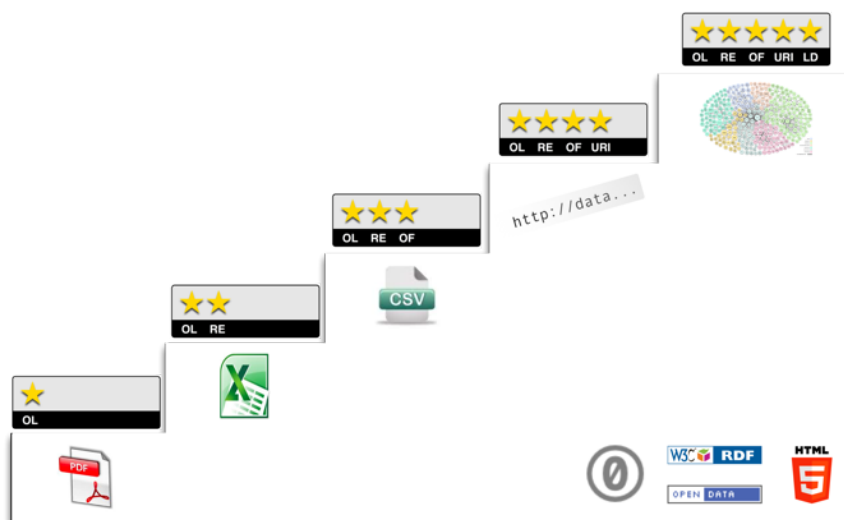 OL RE OF URI LD
OL RE OF URI
http://data...
OL RE OF
CSV
OL RE
X
OL
PDF
0
W3C RDF
HTML
5
OPEN DATA